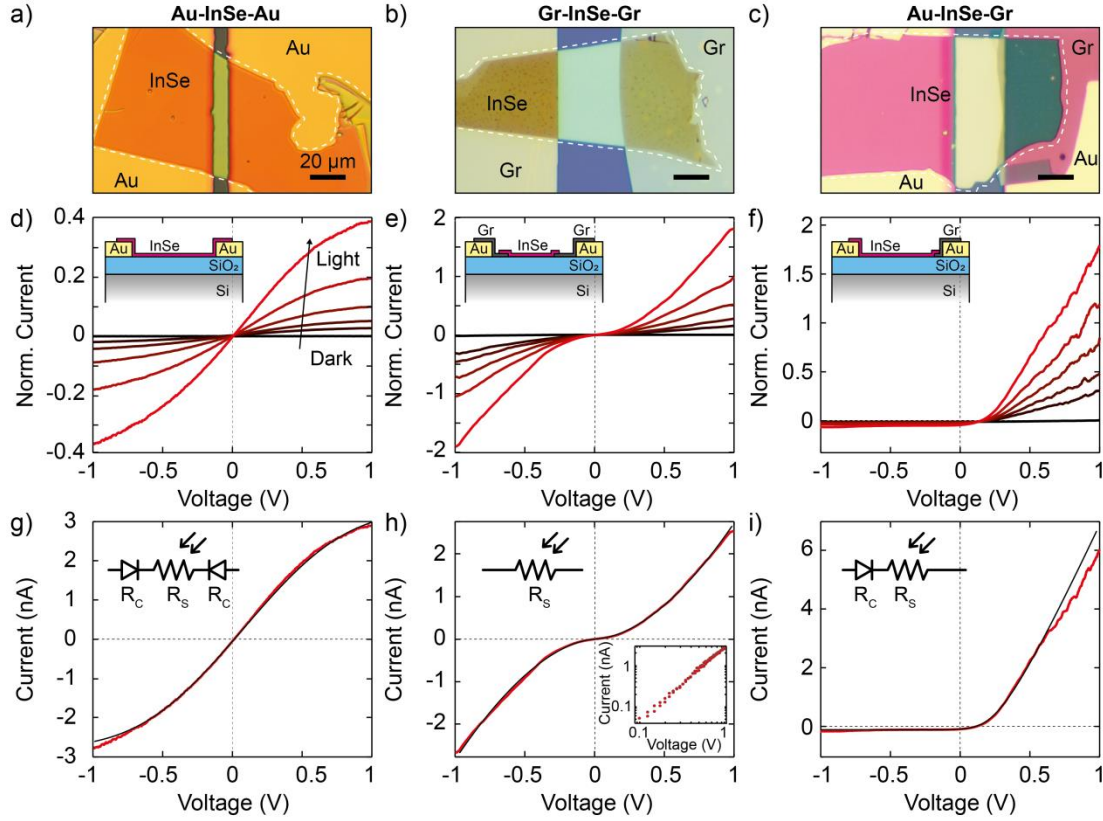 Au-InSe-Au
Gr-InSe-Gr
Au-InSe-Gr
a)
Au
InSe
20 µm
Au
b)
Gr
InSe
Gr
c)
Gr
InSe
Au
Au
d)
0.4
0.2
0
-0.2
-0.4
Norm. Current
Au
InSe
Au
SiO₂
Si
Light
Dark
-1
-0.5
0
0.5
1
Voltage (V)
e)
2
1
0
-1
-2
Norm. Current
Gr
Gr
Au
InSe
Au
SiO₂
Si
-1
-0.5
0
0.5
1
Voltage (V)
f)
2
1.5
1
0.5
0
Norm. Current
Gr
Au
InSe
Au
SiO₂
Si
-1
-0.5
0
0.5
1
Voltage (V)
g)
3
2
1
0
-1
-2
-3
Current (nA)
R_C
R_S
R_C
-1
-0.5
0
0.5
1
Voltage (V)
h)
2
0
-2
Current (nA)
R_S
Current (nA)
1
0.1
0.1
1
Voltage (V)
-1
-0.5
0
0.5
1
Voltage (V)
i)
6
4
2
0
Current (nA)
R_C
R_S
-1
-0.5
0
0.5
1
Voltage (V)